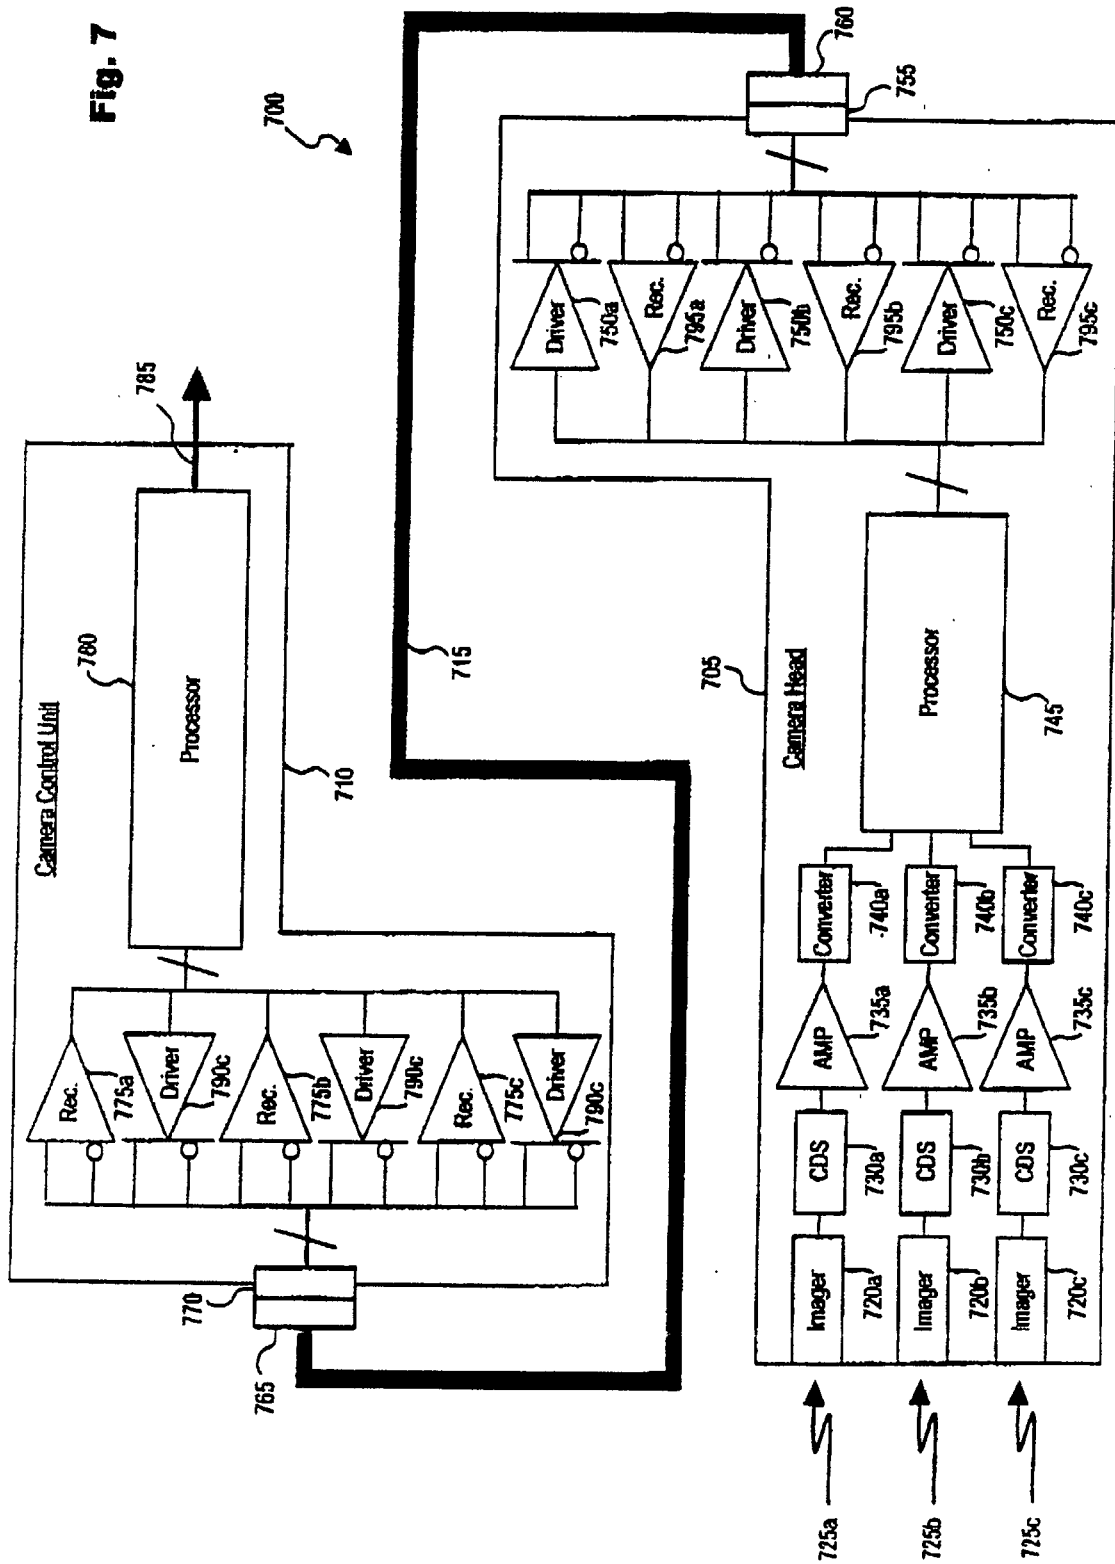 Fig. 7
700
Camera Control Unit
Processor
780
785
710
Rec.
775a
Driver
790c
Rec.
775b
Driver
790c
Rec.
775c
Driver
790c
770
765
715
Camera Head
705
725a
725b
725c
Imager
720a
Imager
720b
Imager
720c
CDS
730a
CDS
730b
CDS
730c
AMP
735a
AMP
735b
AMP
735c
Converter
740a
Converter
740b
Converter
740c
Processor
745
Driver
750a
Rec.
795a
Driver
750b
Rec.
795b
Driver
750c
Rec.
795c
755
760